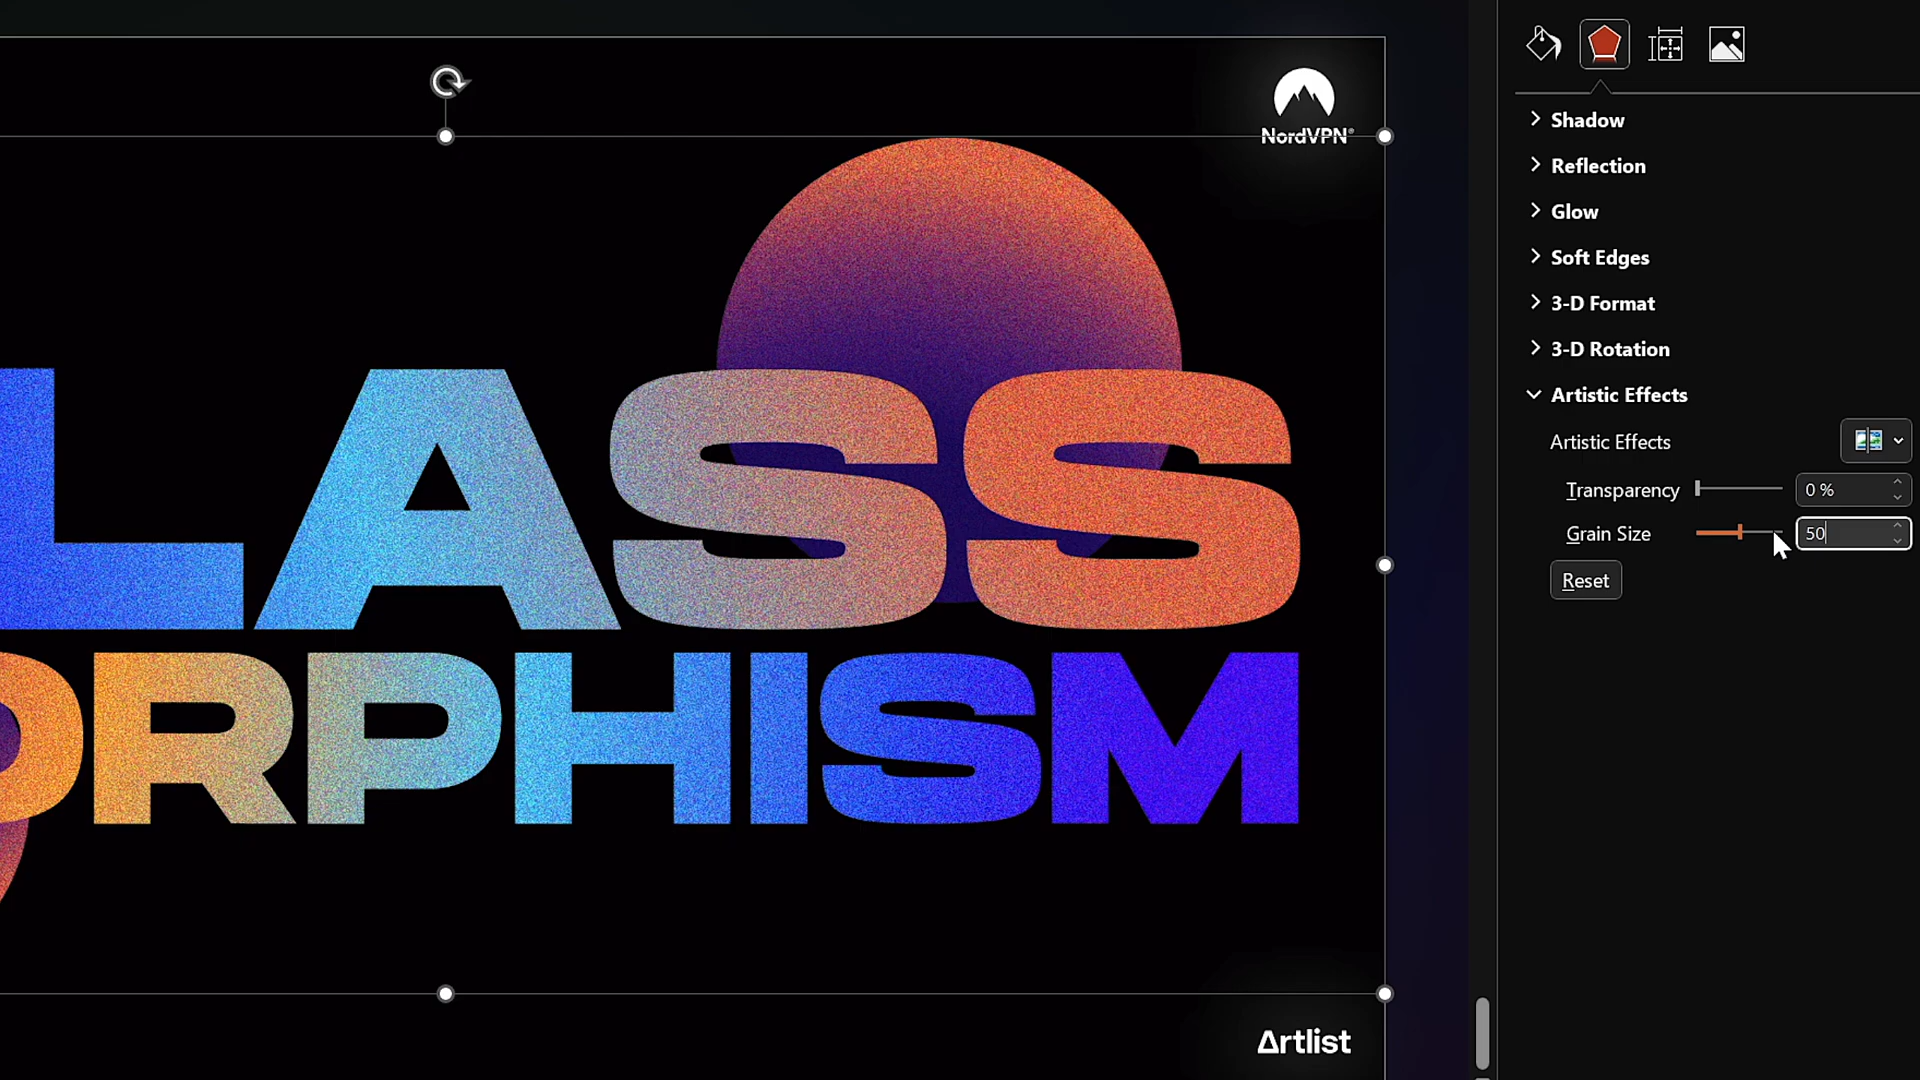 NordVPN®
LASS
ORPHISM
Artlist
Shadow
Reflection
Glow
Soft Edges
3-D Format
3-D Rotation
Artistic Effects
Artistic Effects
Transparency 0 %
Grain Size 50
Reset